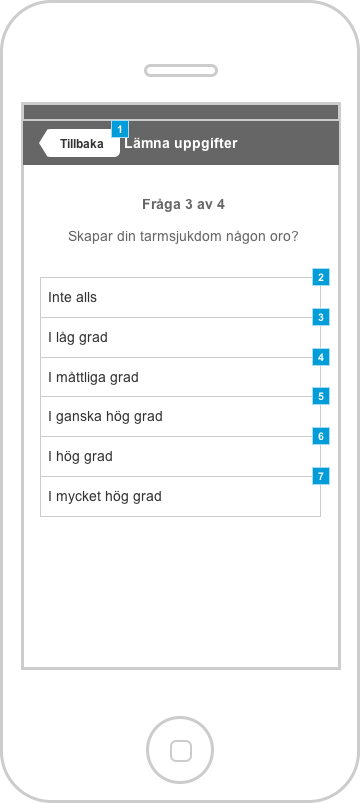 1
Tillbaka Lämna uppgifter
Fråga 3 av 4
Skapar din tarmsjukdom någon oro?
2
Inte alls
3
I låg grad
4
I måttliga grad
5
I ganska hög grad
6
I hög grad
7
I mycket hög grad